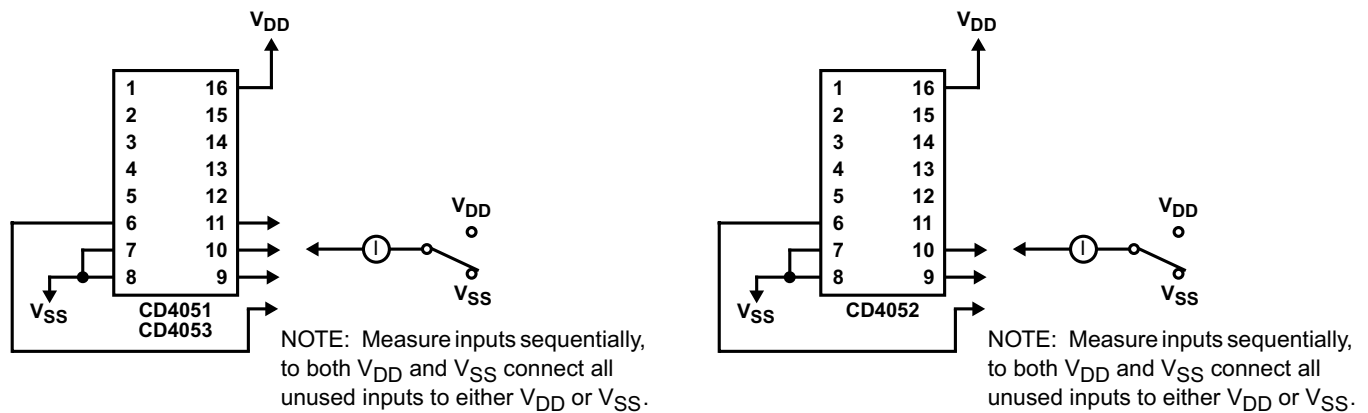 VDD
1 16
2 15
3 14
4 13
5 12
6 11
7 10
8 9
VSS
CD4051
CD4053
VDD
I
VSS
NOTE: Measure inputs sequentially,
to both VDD and VSS connect all
unused inputs to either VDD or VSS.
VDD
1 16
2 15
3 14
4 13
5 12
6 11
7 10
8 9
VSS
CD4052
VDD
I
VSS
NOTE: Measure inputs sequentially,
to both VDD and VSS connect all
unused inputs to either VDD or VSS.